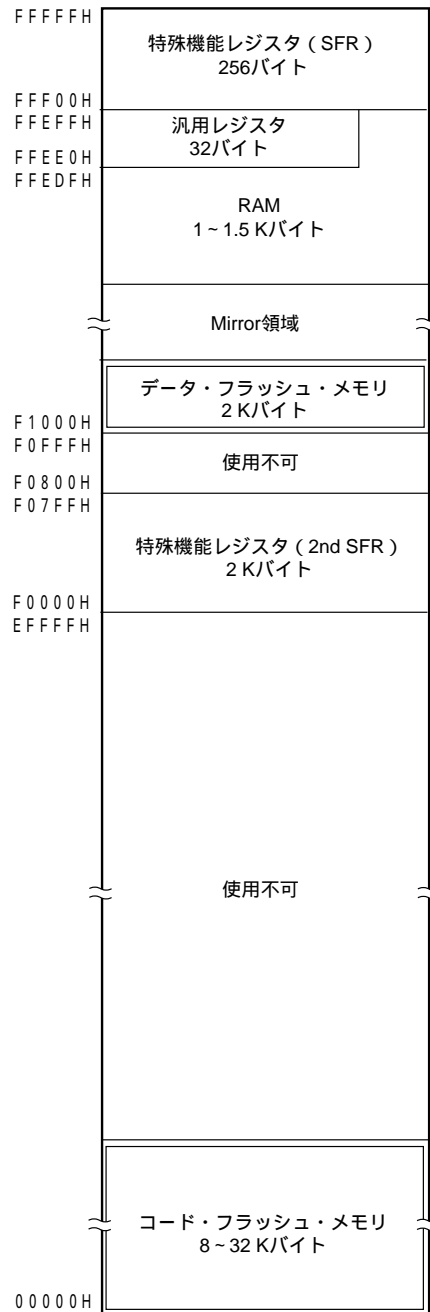 FFFFFH
特殊機能レジスタ（SFR）
256バイト
FFF00H
FFEFFH
汎用レジスタ
32バイト
FFEE0H
FFEDFH
RAM
1~1.5 Kバイト
Mirror領域
データ・フラッシュ・メモリ
2 Kバイト
F1000H
F0FFFH
使用不可
F0800H
F07FFH
特殊機能レジスタ（2nd SFR）
2 Kバイト
F0000H
EFFFFH
使用不可
コード・フラッシュ・メモリ
8~32 Kバイト
00000H